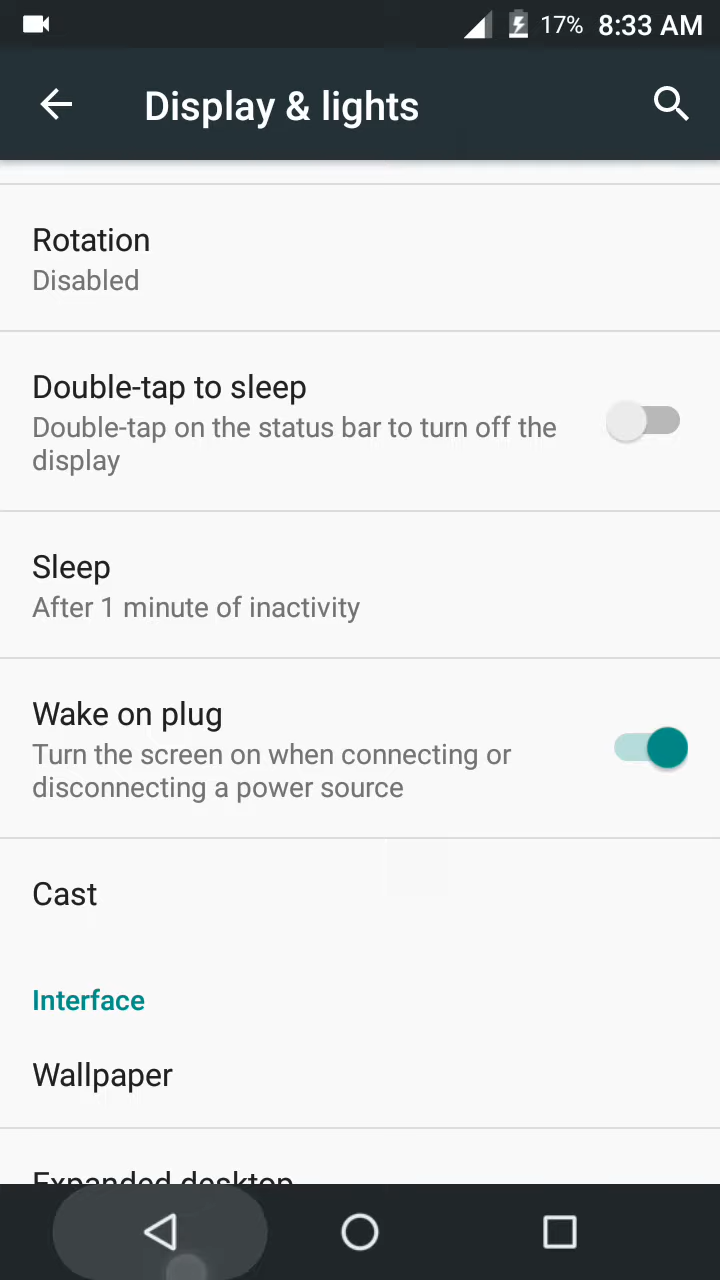 17% 8:33 AM
Display & lights
Rotation
Disabled
Double-tap to sleep
Double-tap on the status bar to turn off the
display
Sleep
After 1 minute of inactivity
Wake on plug
Turn the screen on when connecting or
disconnecting a power source
Cast
Interface
Wallpaper
Expanded desktop